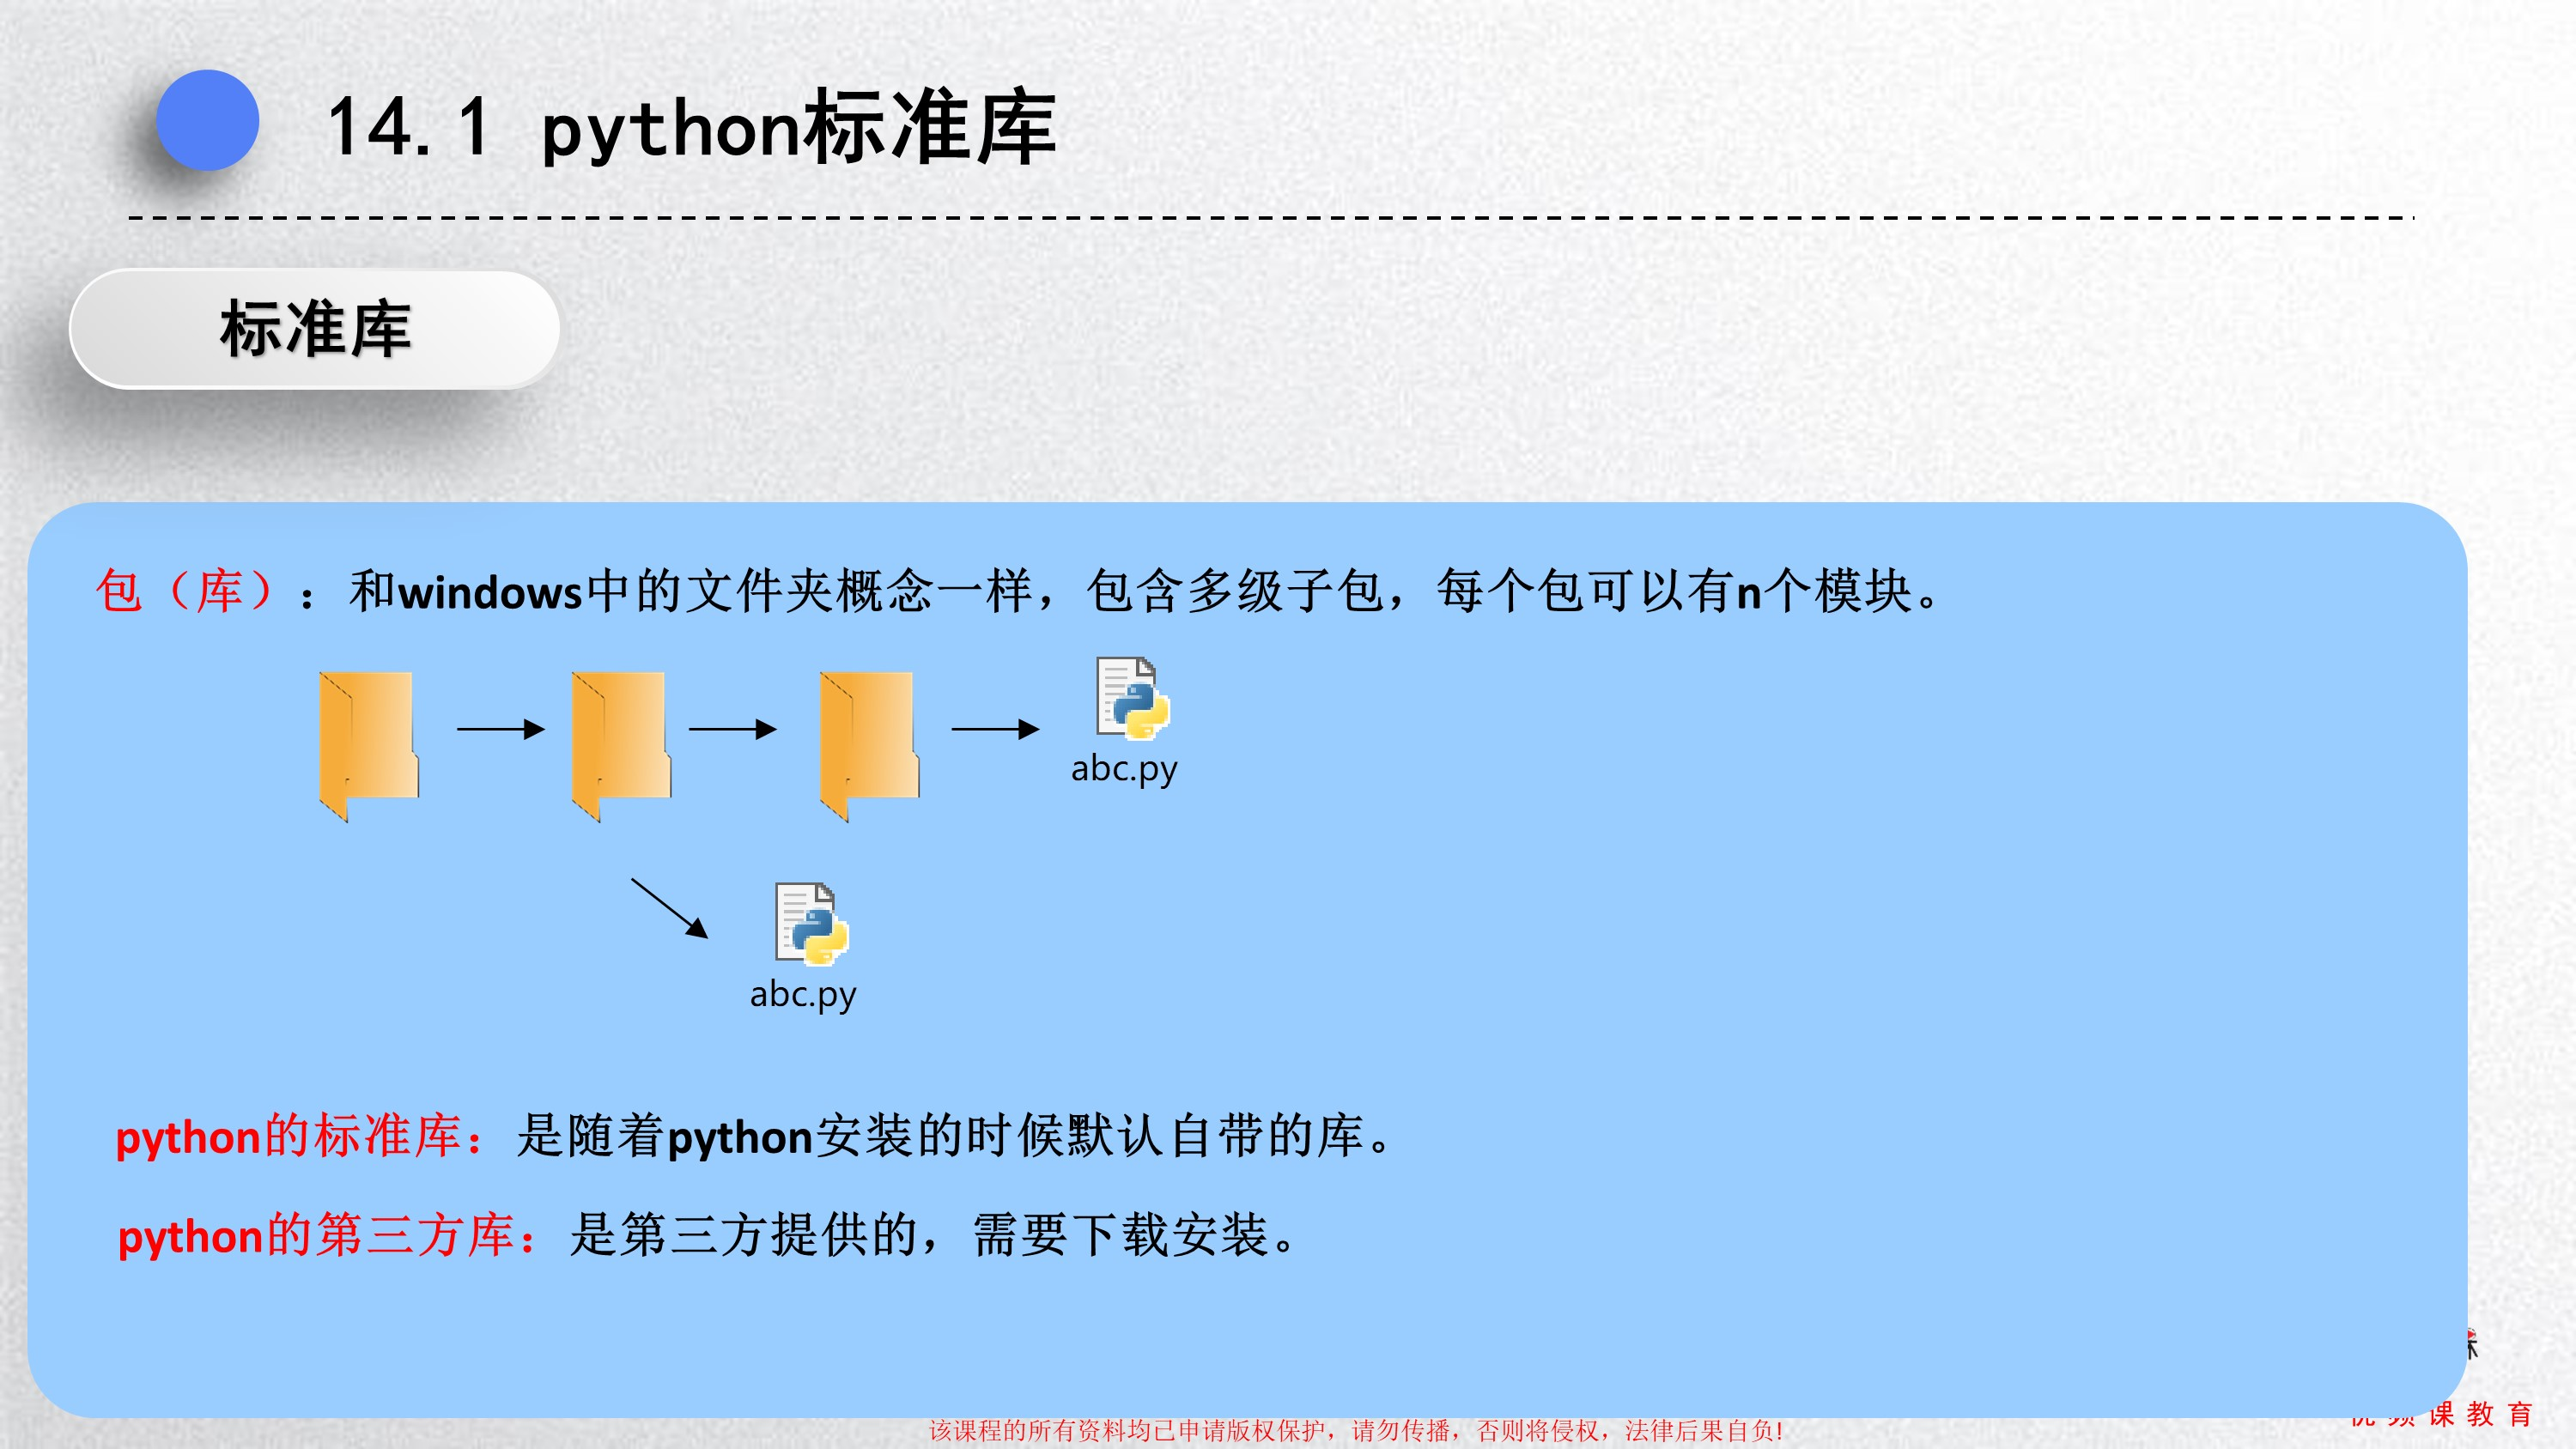 14.1 python标准库
标准库
包（库）：和windows中的文件夹概念一样，包含多级子包，每个包可以有n个模块。
abc.py
abc.py
python的标准库：是随着python安装的时候默认自带的库。
python的第三方库：是第三方提供的，需要下载安装。
课教育
该课程的所有资料均已申请版权保护，请勿传播，否则将侵权，法律后果自负!